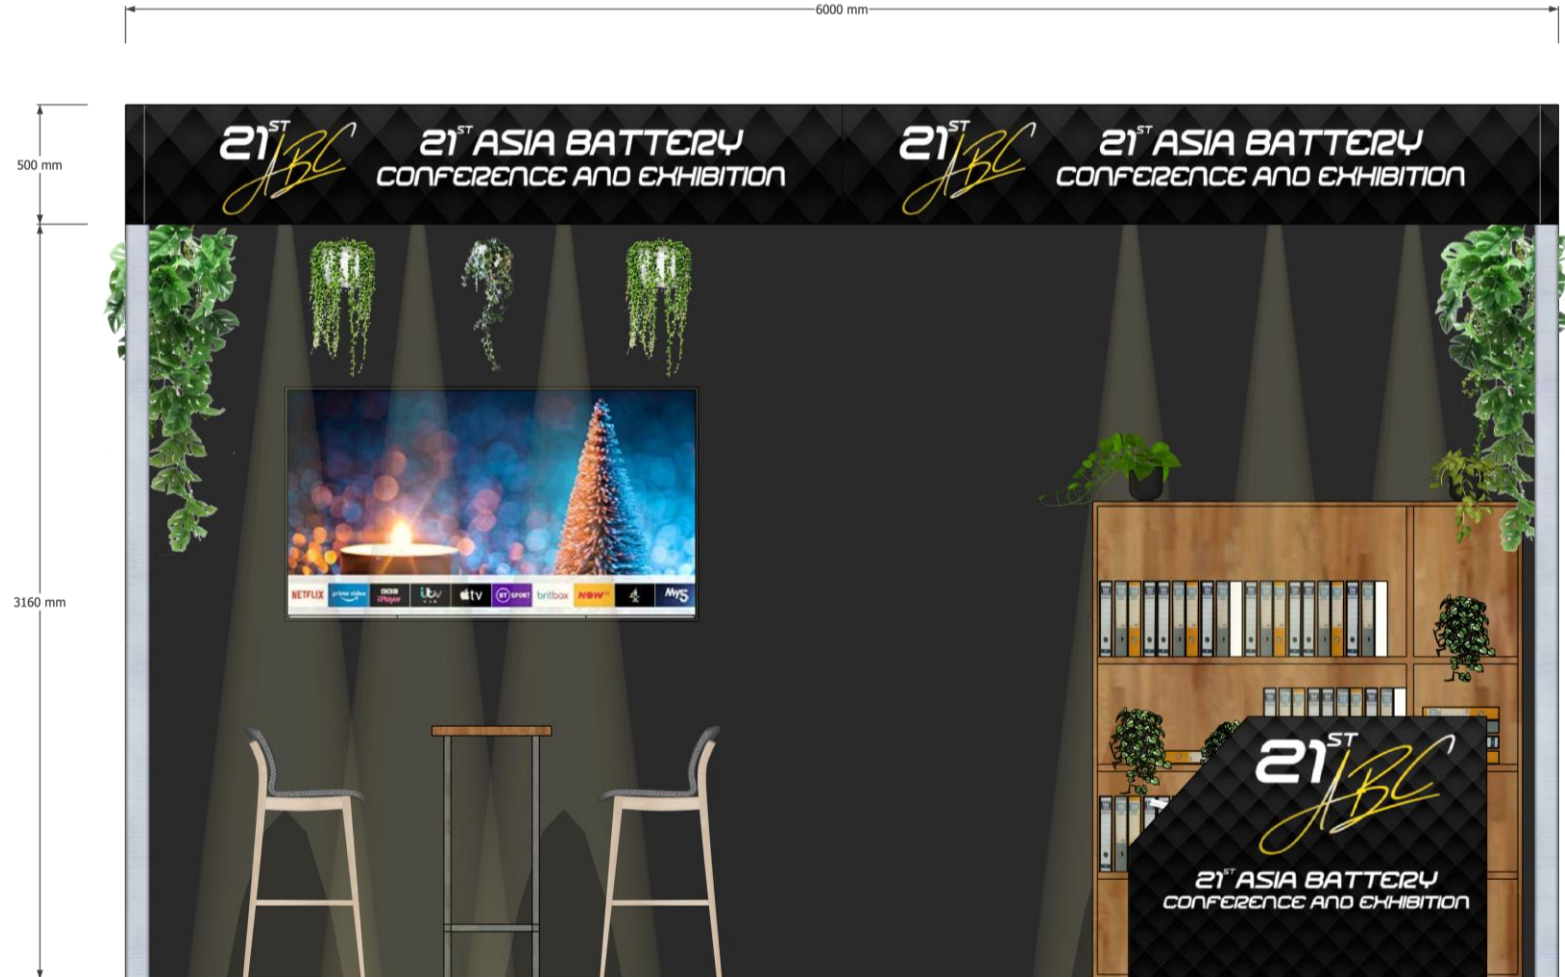 6000 mm
500 mm
21ST ABC
21ST ASIA BATTERY
CONFERENCE AND EXHIBITION
21ST ABC
21ST ASIA BATTERY
CONFERENCE AND EXHIBITION
3160 mm
NETFLIX
prime video
BBC iPlayer
itv
tv
BT SPORT
britbox
NOW
4
My5
21ST ABC
21ST ASIA BATTERY
CONFERENCE AND EXHIBITION